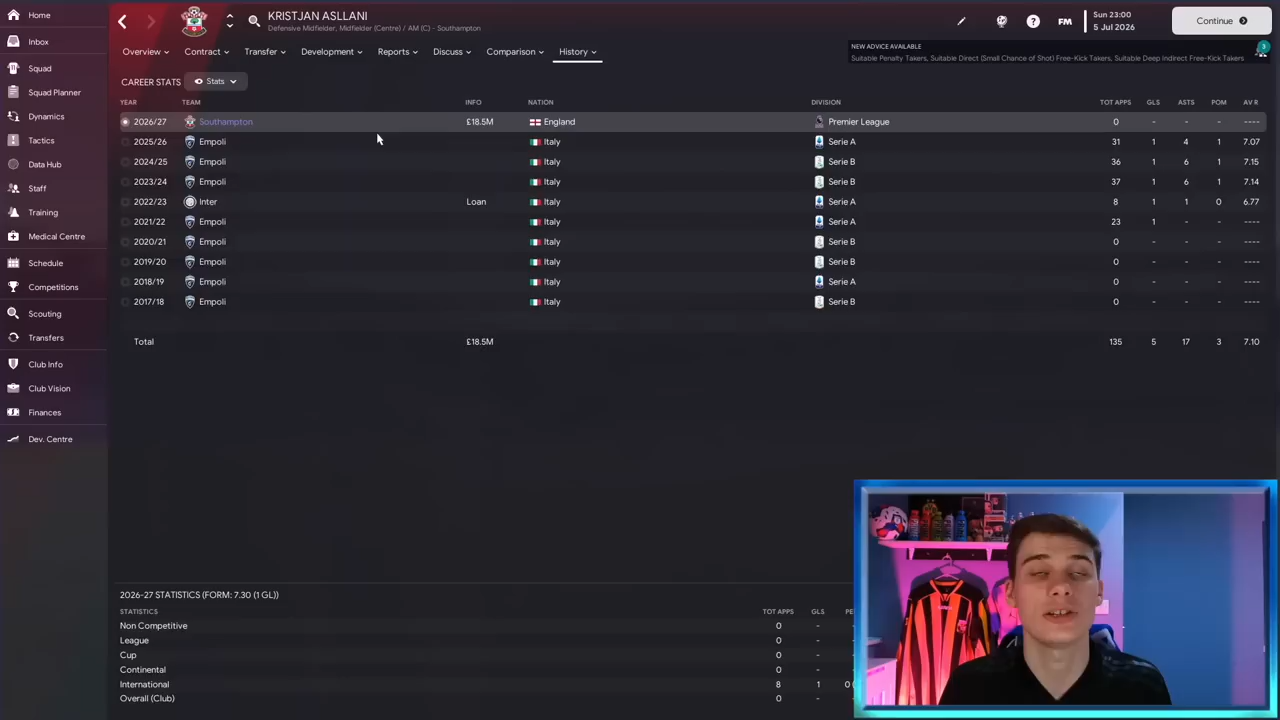 Home
Inbox
Squad
Squad Planner
Dynamics
Tactics
Data Hub
Staff
Training
Medical Centre
Schedule
Competitions
Scouting
Transfers
Club Info
Club Vision
Finances
Dev. Centre
KRISTJAN ASLLANI
Defensive Midfielder, Midfielder (Centre) / AM (C) - Southampton
FM
Sun 23:00
5 Jul 2026
Continue
Overview
Contract
Transfer
Development
Reports
Discuss
Comparison
History
NEW ADVICE AVAILABLE
3
Suitable Penalty Takers, Suitable Direct (Small Chance of Shot) Free-Kick Takers, Suitable Deep Indirect Free-Kick Takers
CAREER STATS Stats
YEAR TEAM INFO NATION DIVISION TOT APPS GLS ASTS POM AV R
2026/27 Southampton £18.5M England Premier League 0 - - - ----
2025/26 Empoli Italy Serie A 31 1 4 1 7.07
2024/25 Empoli Italy Serie B 36 1 6 1 7.15
2023/24 Empoli Italy Serie B 37 1 6 1 7.14
2022/23 Inter Loan Italy Serie A 8 1 1 0 6.77
2021/22 Empoli Italy Serie A 23 1 - - ----
2020/21 Empoli Italy Serie B 0 - - - ----
2019/20 Empoli Italy Serie B 0 - - - ----
2018/19 Empoli Italy Serie A 0 - - - ----
2017/18 Empoli Italy Serie B 0 - - - ----
Total £18.5M 135 5 17 3 7.10
2026-27 STATISTICS (FORM: 7.30 (1 GL))
STATISTICS TOT APPS GLS
Non Competitive 0 -
League 0 -
Cup 0 -
Continental 0 -
International 8 1
Overall (Club) 0 -